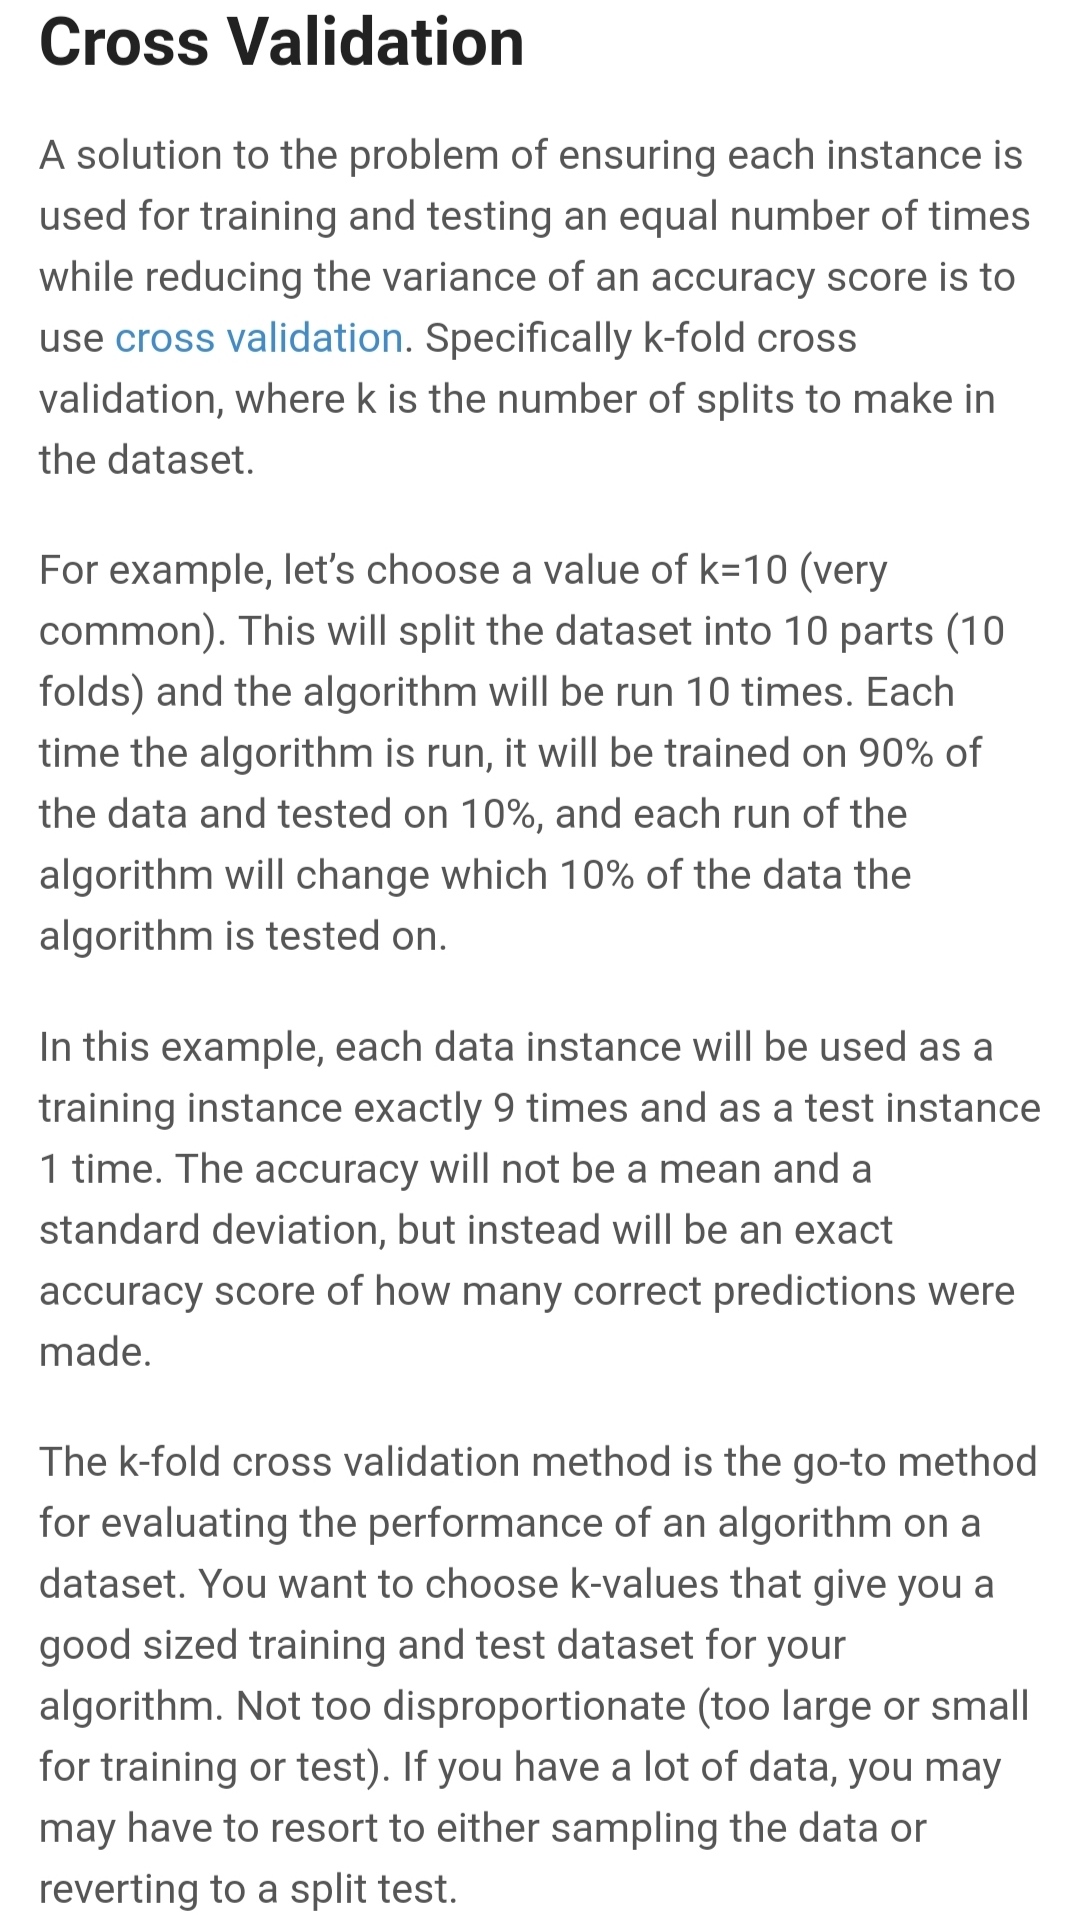 Cross Validation
A solution to the problem of ensuring each instance is
used for training and testing an equal number of times
while reducing the variance of an accuracy score is to
use cross validation. Specifically k-fold cross
validation, where k is the number of splits to make in
the dataset.
For example, let’s choose a value of k=10 (very
common). This will split the dataset into 10 parts (10
folds) and the algorithm will be run 10 times. Each
time the algorithm is run, it will be trained on 90% of
the data and tested on 10%, and each run of the
algorithm will change which 10% of the data the
algorithm is tested on.
In this example, each data instance will be used as a
training instance exactly 9 times and as a test instance
1 time. The accuracy will not be a mean and a
standard deviation, but instead will be an exact
accuracy score of how many correct predictions were
made.
The k-fold cross validation method is the go-to method
for evaluating the performance of an algorithm on a
dataset. You want to choose k-values that give you a
good sized training and test dataset for your
algorithm. Not too disproportionate (too large or small
for training or test). If you have a lot of data, you may
may have to resort to either sampling the data or
reverting to a split test.